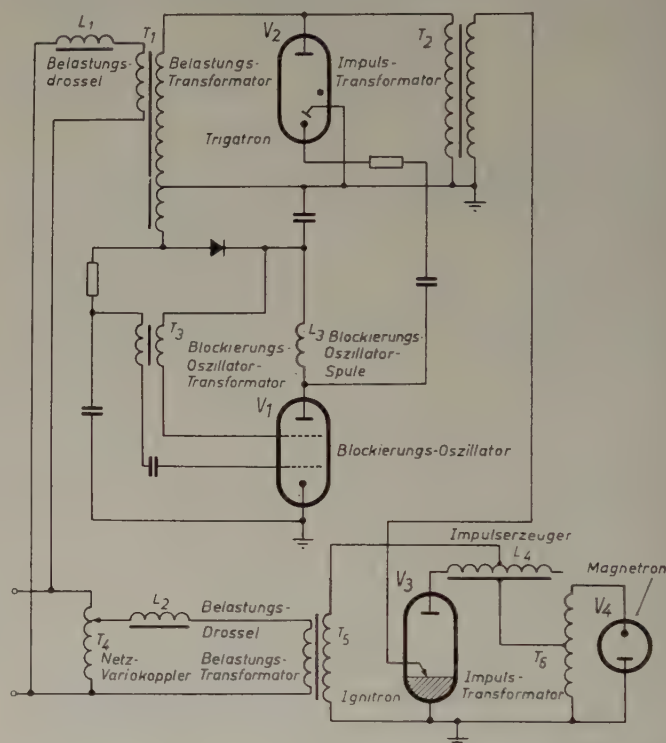 L1
Belastungs-
drossel
T1
Belastungs-
Transformator
V2
Trigatron
Impuls-
Transformator
T2
T3
Blockierungs-
Oszillator-
Transformator
L3 Blockierungs-
Oszillator-
Spule
V1
Blockierungs-Oszillator
T4
Netz-
Variokoppler
L2
Belastungs-
Drossel
Belastungs-
Transformator
T5
Impulserzeuger
L4
V3
Ignitron
Impuls-
Transformator
T6
Magnetron
V4